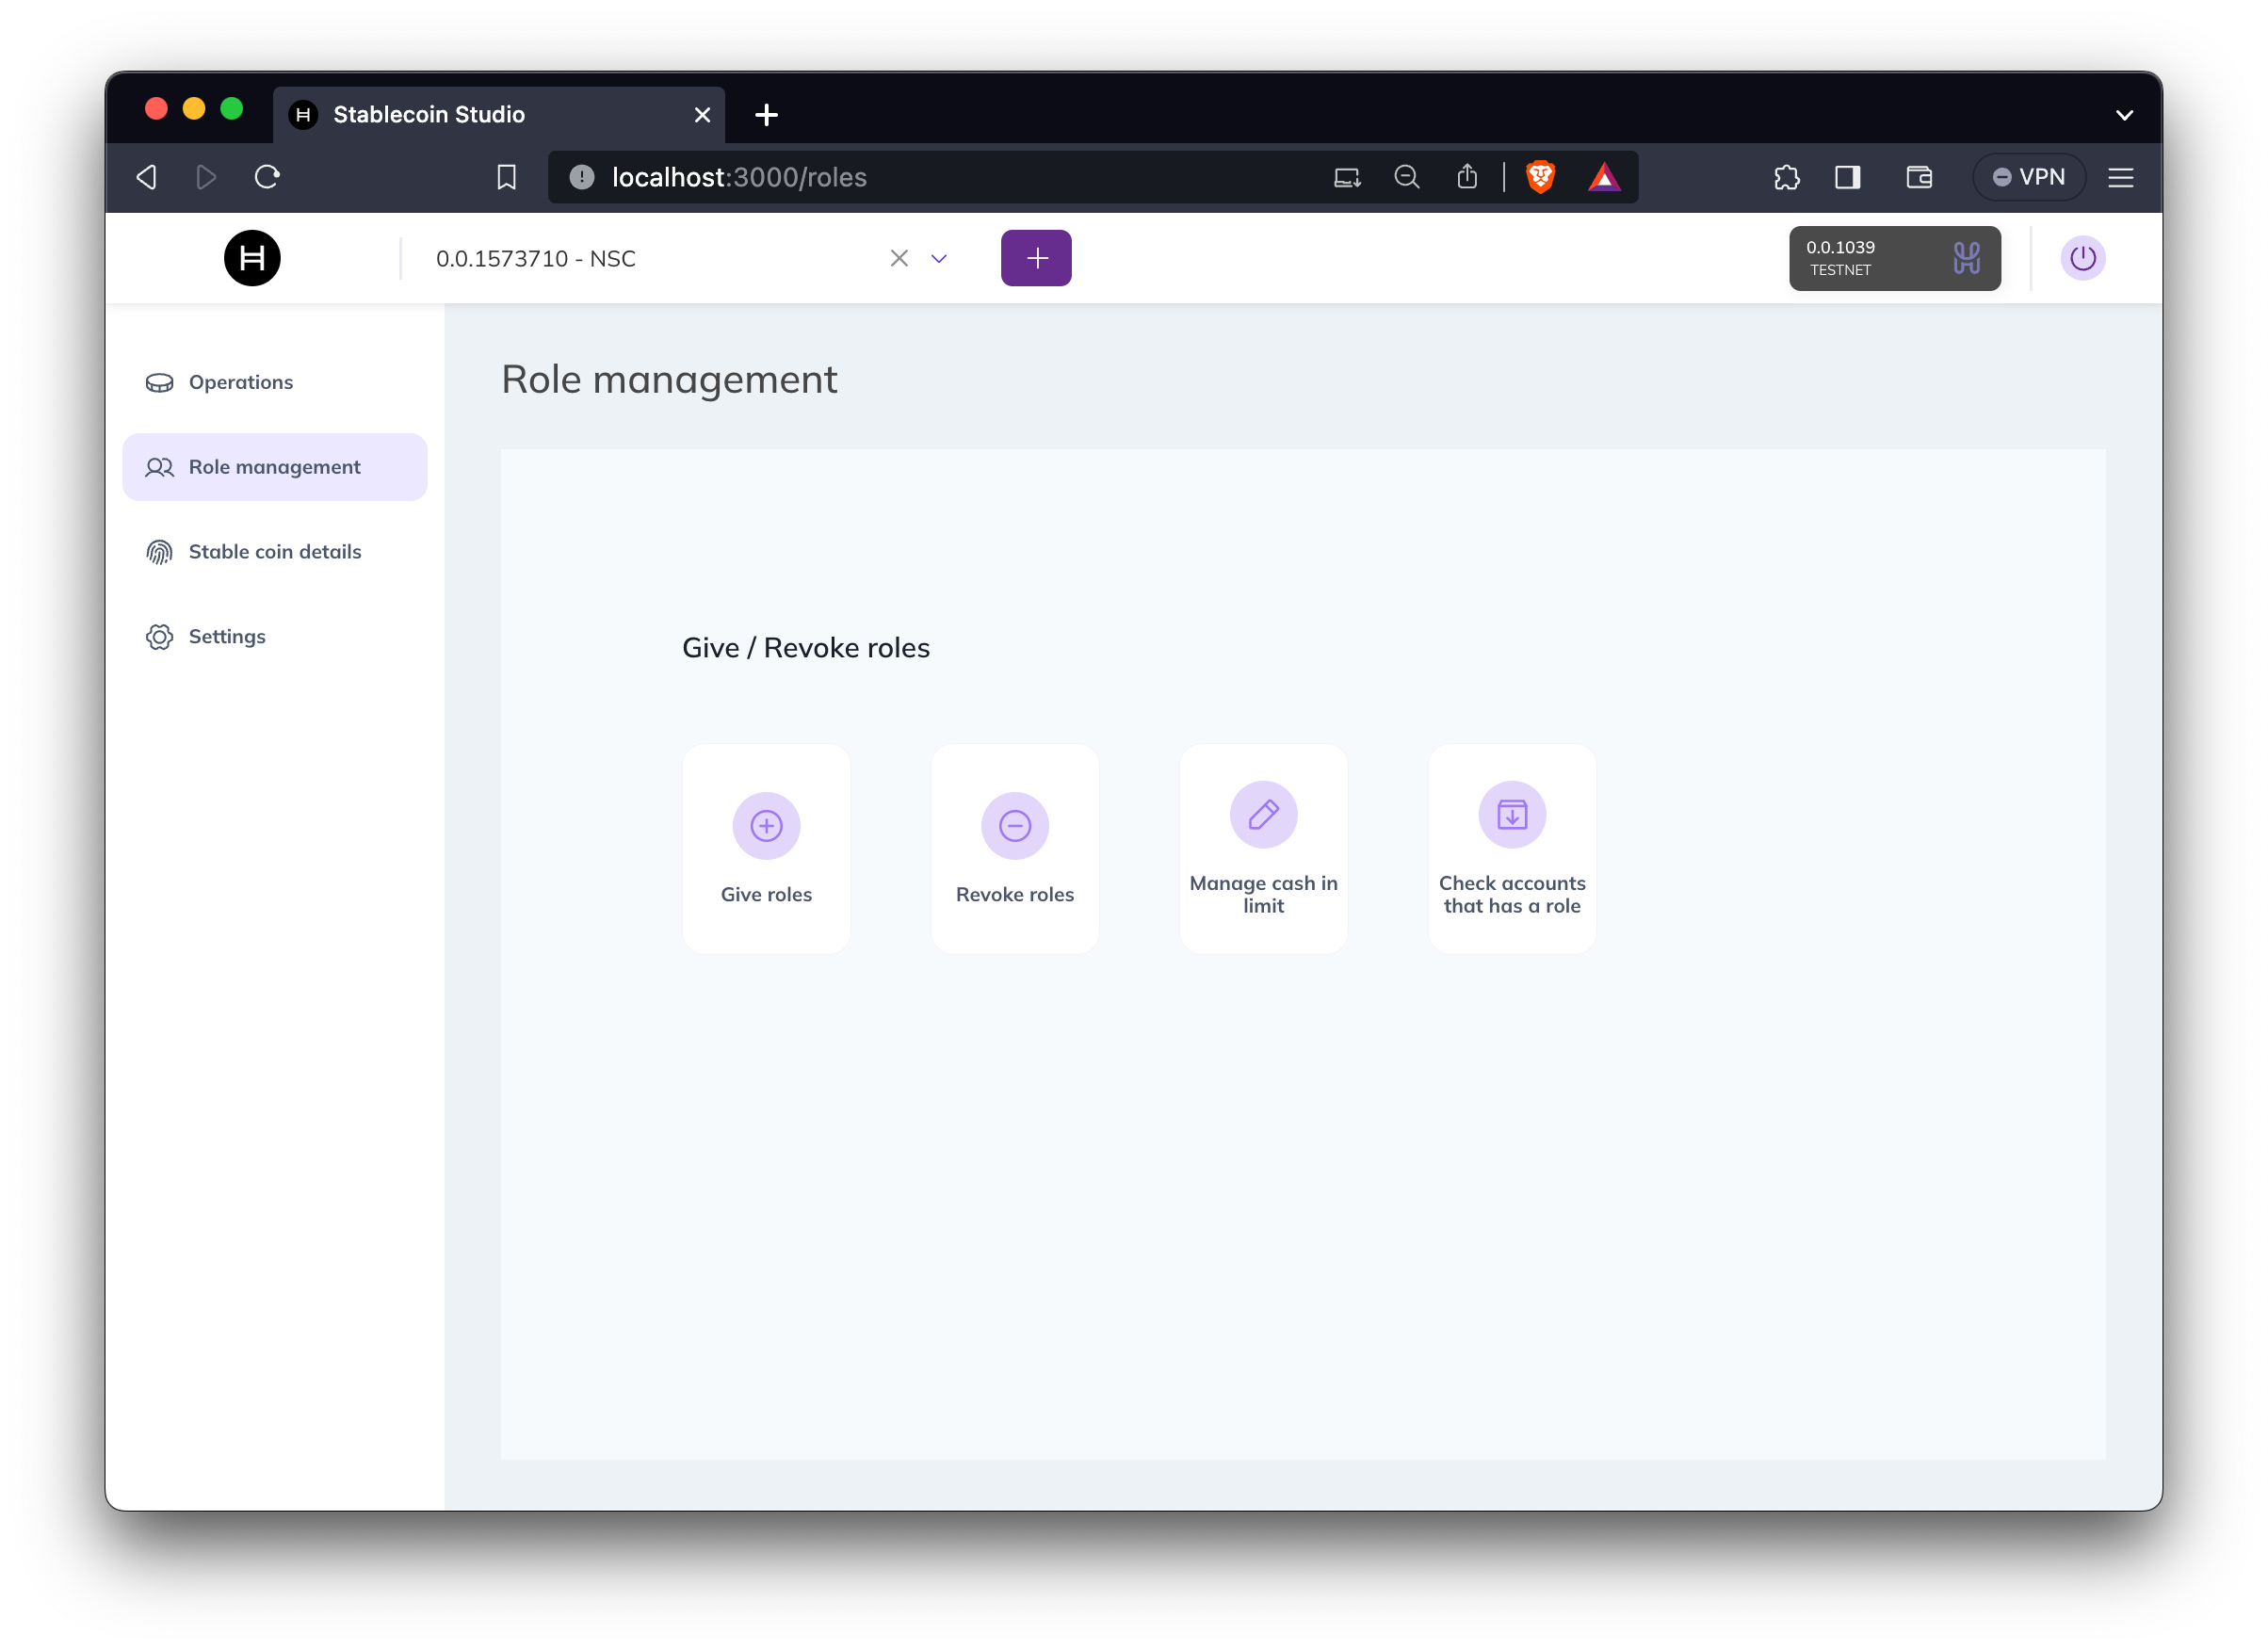 Stablecoin Studio
localhost:3000/roles
VPN
0.0.1573710 - NSC
0.0.1039
TESTNET
Operations
Role management
Stable coin details
Settings
Role management
Give / Revoke roles
Give roles
Revoke roles
Manage cash in
limit
Check accounts
that has a role